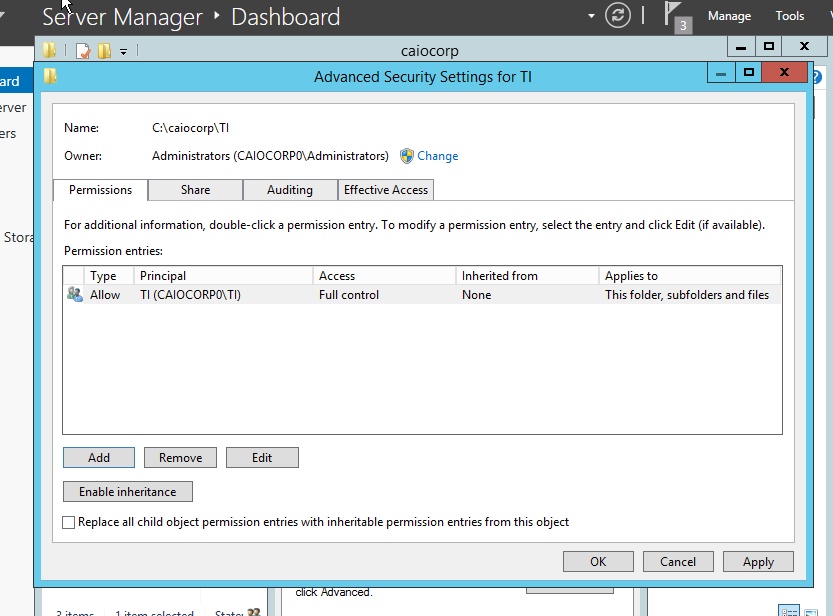 Server Manager ‣ Dashboard
3 Manage Tools
caiocorp
Advanced Security Settings for TI
Name: C:\caiocorp\TI
Owner: Administrators (CAIOCORP0\Administrators) Change
Permissions Share Auditing Effective Access
For additional information, double-click a permission entry. To modify a permission entry, select the entry and click Edit (if available).
Permission entries:
Type Principal Access Inherited from Applies to
Allow TI (CAIOCORP0\TI) Full control None This folder, subfolders and files
Add Remove Edit
Enable inheritance
Replace all child object permission entries with inheritable permission entries from this object
OK Cancel Apply
click Advanced.
3 items 1 item selected State: